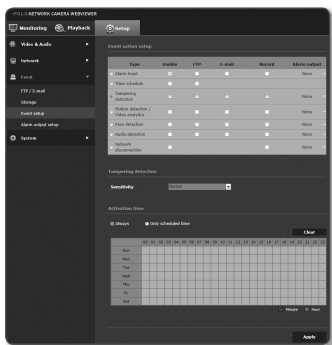 iPOLiS NETWORK CAMERA WEBVIEWER
Monitoring Playback Setup
Video & Audio
Network
Event
FTP / E-mail
Storage
Event setup
Alarm output setup
System
Event action setup
Type Enable FTP E-mail Record Alarm output
Alarm input None
Time schedule
Tampering detection None
Motion detection / Video analytics None
Face detection None
Audio detection None
Network disconnection None
Tampering detection
Sensitivity Normal
Activation time
Always Only scheduled time
Clear
00 01 02 03 04 05 06 07 08 09 10 11 12 13 14 15 16 17 18 19 20 21 22 23
Sun
Mon
Tue
Wed
Thu
Fri
Sat
Minute Hour
Apply